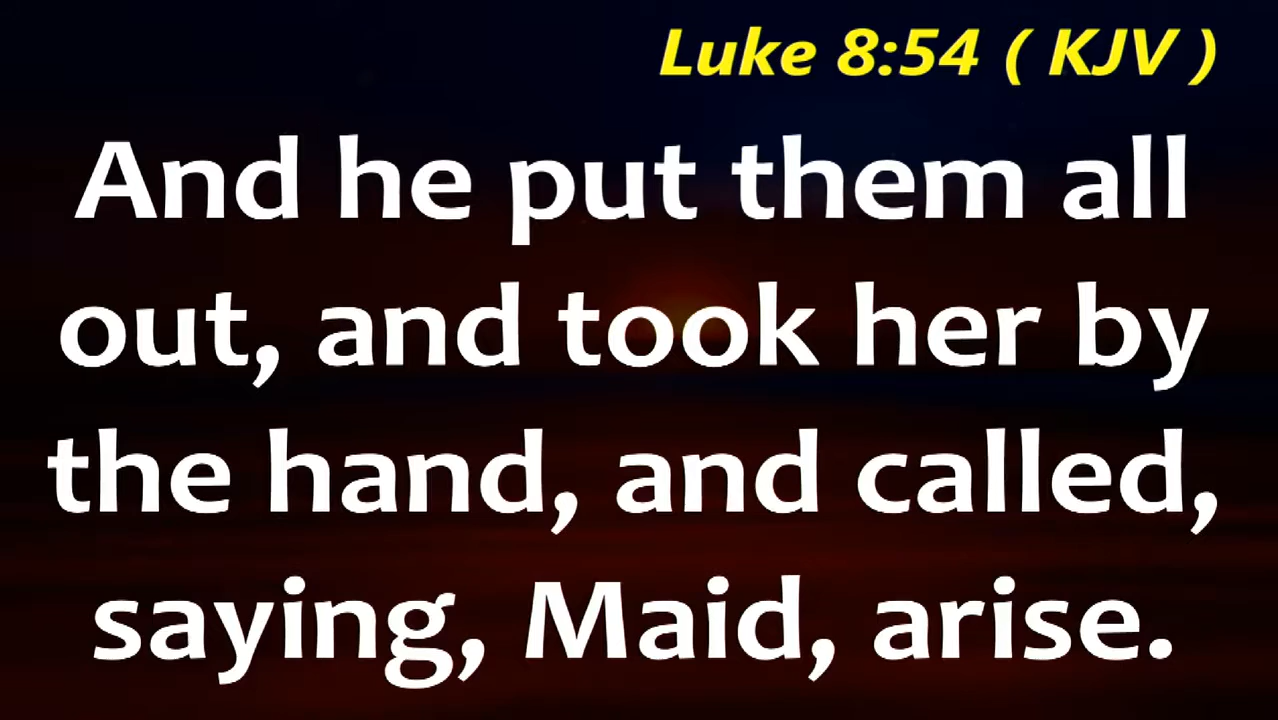 Luke 8:54 ( KJV )
And he put them all
out, and took her by
the hand, and called,
saying, Maid, arise.